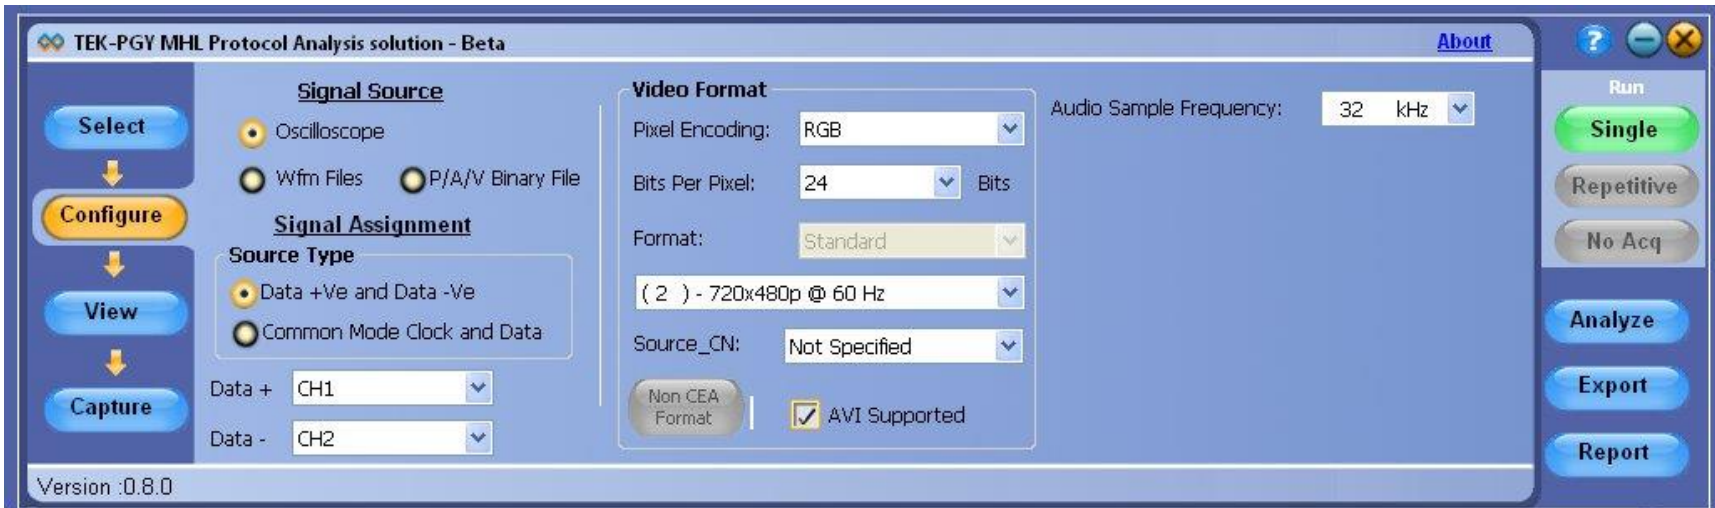 TEK-PGY MHL Protocol Analysis solution - Beta
About
?
Select
Configure
View
Capture
Signal Source
Oscilloscope
Wfm Files
P/A/V Binary File
Signal Assignment
Source Type
Data +Ve and Data -Ve
Common Mode Clock and Data
Data + CH1
Data - CH2
Video Format
Pixel Encoding: RGB
Bits Per Pixel: 24 Bits
Format: Standard
( 2 ) - 720x480p @ 60 Hz
Source_CN: Not Specified
Non CEA
Format
AVI Supported
Audio Sample Frequency: 32 kHz
Run
Single
Repetitive
No Acq
Analyze
Export
Report
Version :0.8.0